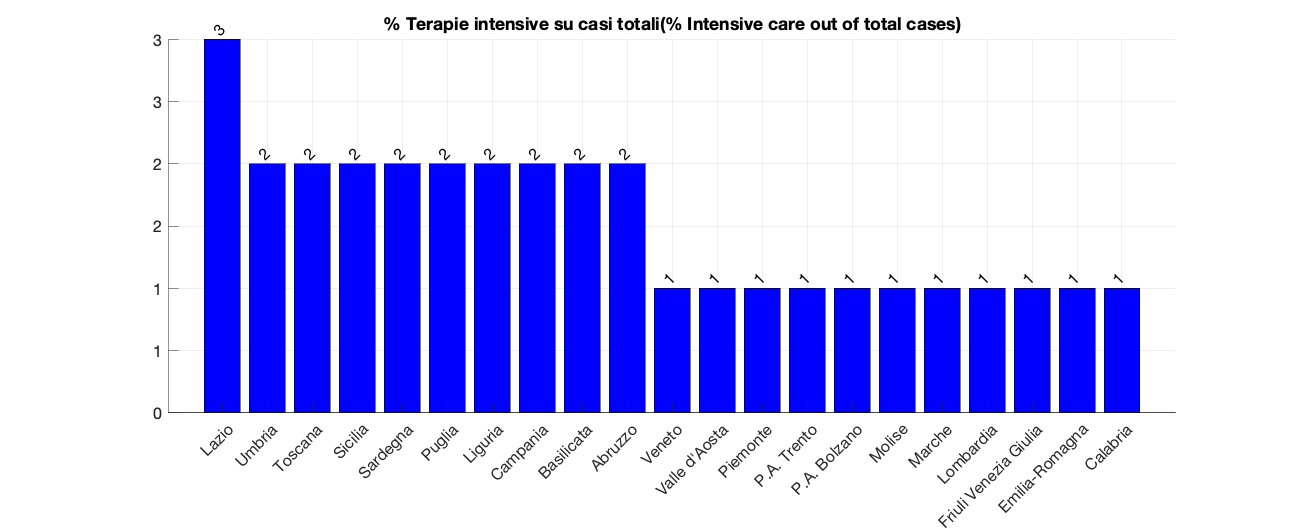 % Terapie intensive su casi totali(% Intensive care out of total cases)
3
3
2
2
1
1
0
3
2
2
2
2
2
2
2
2
2
1
1
1
1
1
1
1
1
1
1
1
Lazio
Umbria
Toscana
Sicilia
Sardegna
Puglia
Liguria
Campania
Basilicata
Abruzzo
Veneto
Valle d'Aosta
Piemonte
P.A. Trento
P.A. Bolzano
Molise
Marche
Lombardia
Friuli Venezia Giulia
Emilia-Romagna
Calabria